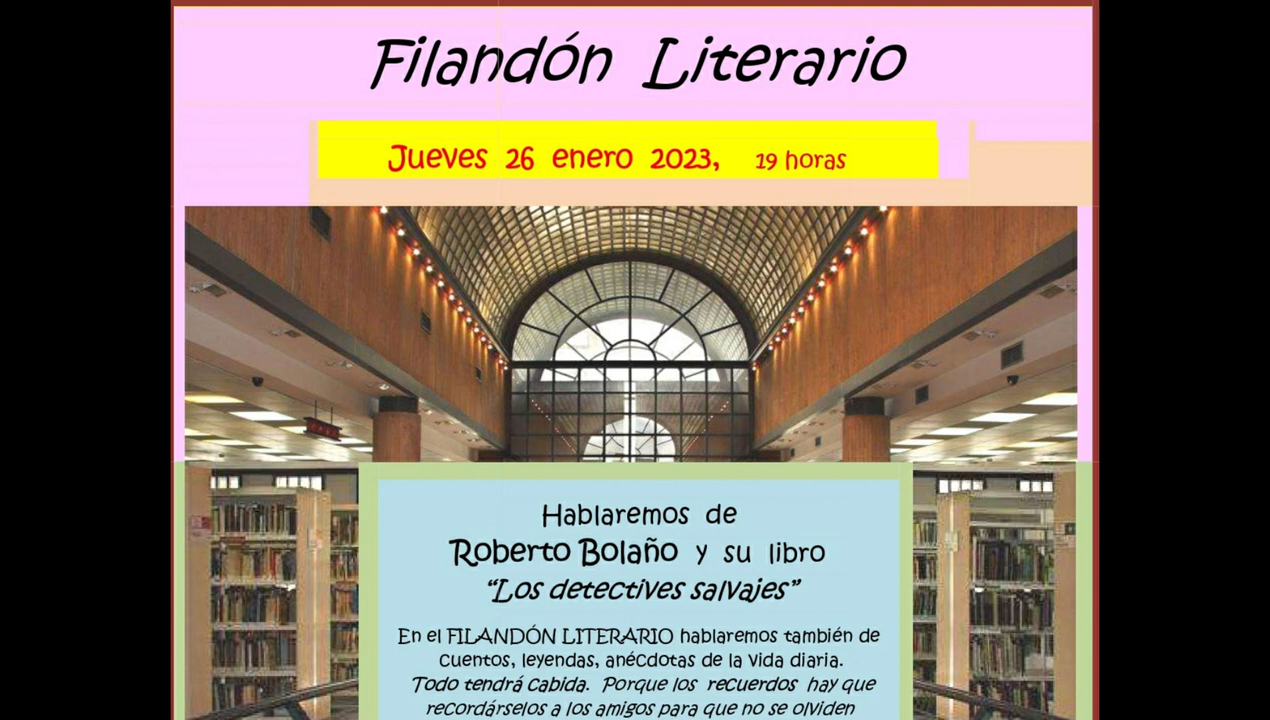 Filandón Literario
Jueves 26 enero 2023, 19 horas
Hablaremos de
Roberto Bolaño y su libro
“Los detectives salvajes”
En el FILANDÓN LITERARIO hablaremos también de
cuentos, leyendas, anécdotas de la vida diaria.
Todo tendrá cabida. Porque los recuerdos hay que
recordárselos a los amigos para que no se olviden